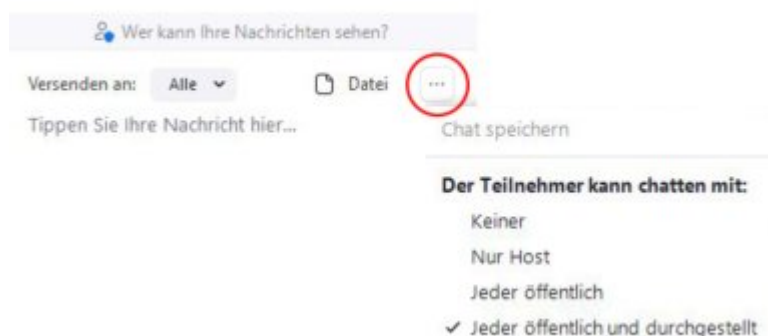 Wer kann Ihre Nachrichten sehen?
Versenden an: Alle Datei ...
Tippen Sie Ihre Nachricht hier...
Chat speichern
Der Teilnehmer kann chatten mit:
Keiner
Nur Host
Jeder öffentlich
✓ Jeder öffentlich und durchgestellt